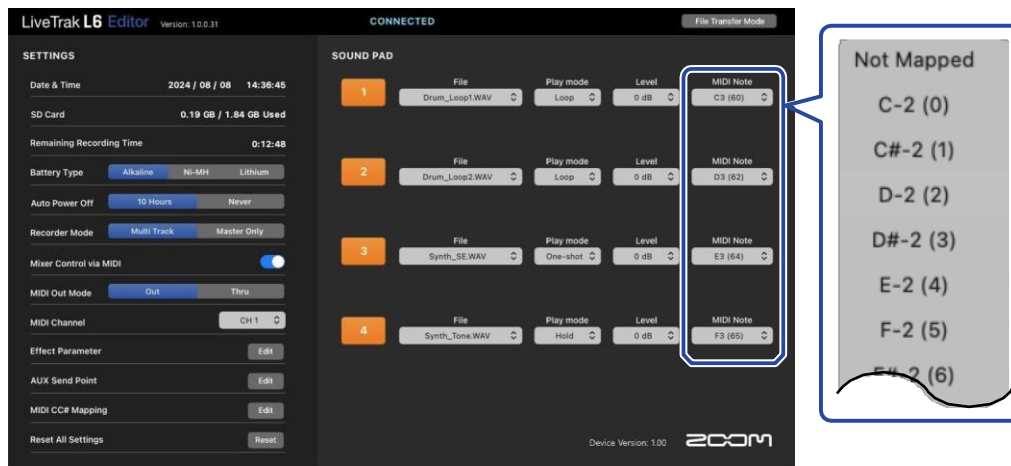 LiveTrak L6 Editor Version: 1.0.0.31
CONNECTED
File Transfer Mode
SETTINGS
Date & Time 2024 / 08 / 08 14:36:45
SD Card 0.19 GB / 1.84 GB Used
Remaining Recording Time 0:12:48
Battery Type Alkaline Ni-MH Lithium
Auto Power Off 10 Hours Never
Recorder Mode Multi Track Master Only
Mixer Control via MIDI
MIDI Out Mode Out Thru
MIDI Channel CH 1
Effect Parameter Edit
AUX Send Point Edit
MIDI CC# Mapping Edit
Reset All Settings Reset
SOUND PAD
File Play mode Level MIDI Note
1 Drum_Loop1.WAV Loop 0 dB C3 (60)
File Play mode Level MIDI Note
2 Drum_Loop2.WAV Loop 0 dB D3 (62)
File Play mode Level MIDI Note
3 Synth_SE.WAV One-shot 0 dB E3 (64)
File Play mode Level MIDI Note
4 Synth_Tone.WAV Hold 0 dB F3 (65)
Device Version: 1.00 ZOOM
Not Mapped
C-2 (0)
C#-2 (1)
D-2 (2)
D#-2 (3)
E-2 (4)
F-2 (5)
F#-2 (6)